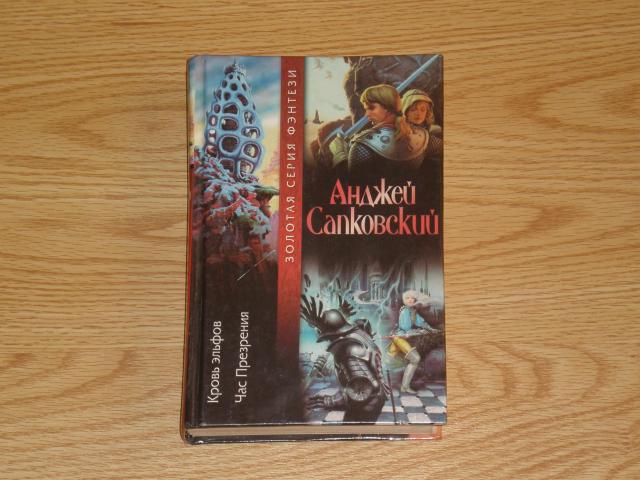 ЗОЛОТАЯ СЕРИЯ ФЭНТЕЗИ
Анджей
Сапковский
Кровь эльфов
Час Презрения